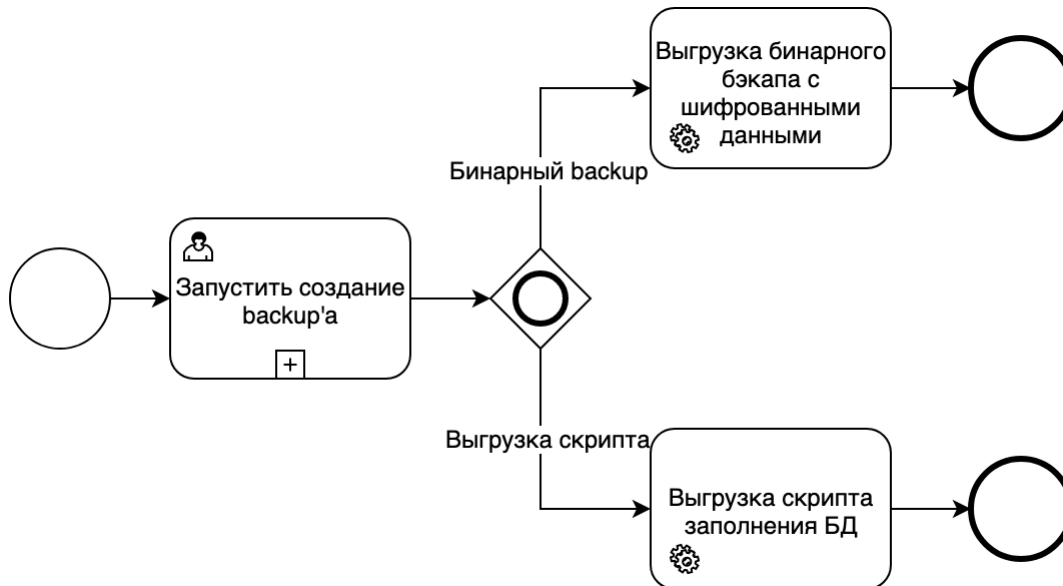 Выгрузка бинарного
бэкапа с
шифрованными
данными
Бинарный backup
Запустить создание
backup'а
Выгрузка скрипта
Выгрузка скрипта
заполнения БД